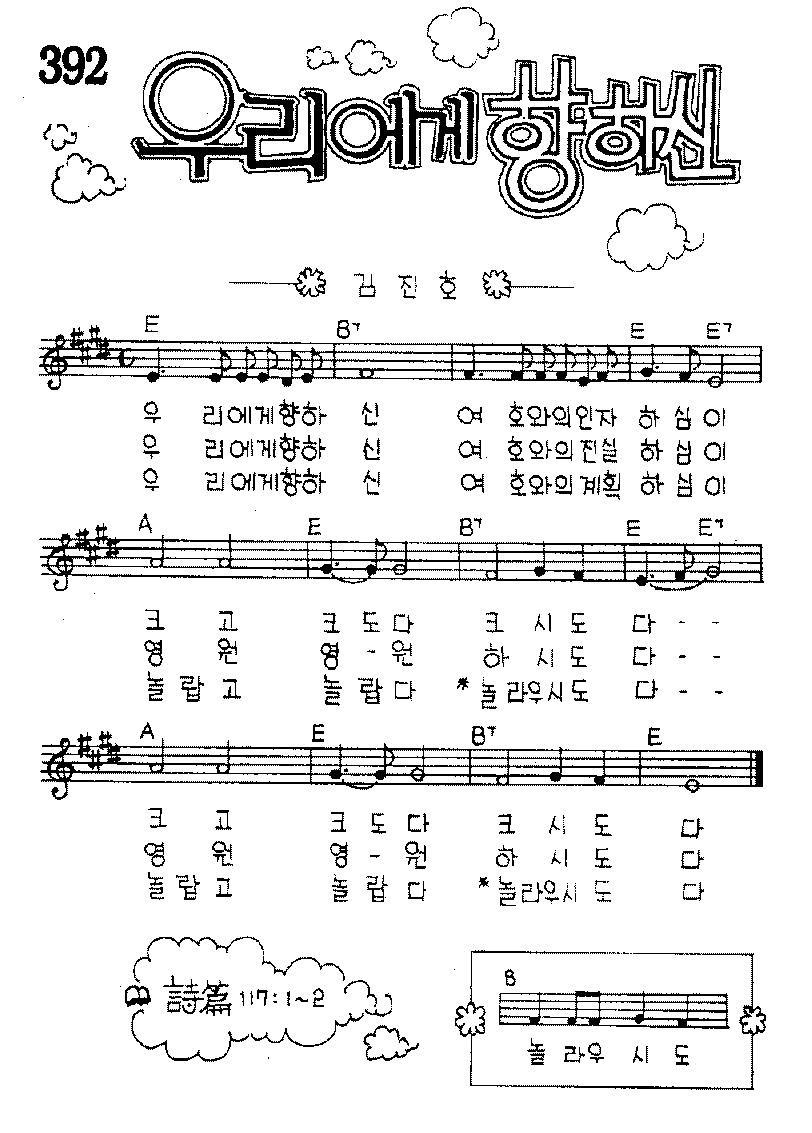 392
우리에게 향하신
김진호
E B7 E E7
우 리에게향하 신 여 호와의인자 하 심 이
우 리에게향하 신 여 호와의진실 하 심 이
우 리에게향하 신 여 호와의계획 하 심 이
A E B7 E E7
크 고 크 도 다 크 시 도 다 - -
영 원 영 - 원 하 시 도 다 - -
놀 랍 고 놀 랍 다 *놀라우시도 다 - -
A E B7 E
크 고 크 도 다 크 시 도 다
영 원 영 - 원 하 시 도 다
놀 랍 고 놀 랍 다 *놀라우시 도 다
詩篇 117:1~2
B
놀 라우 시 도